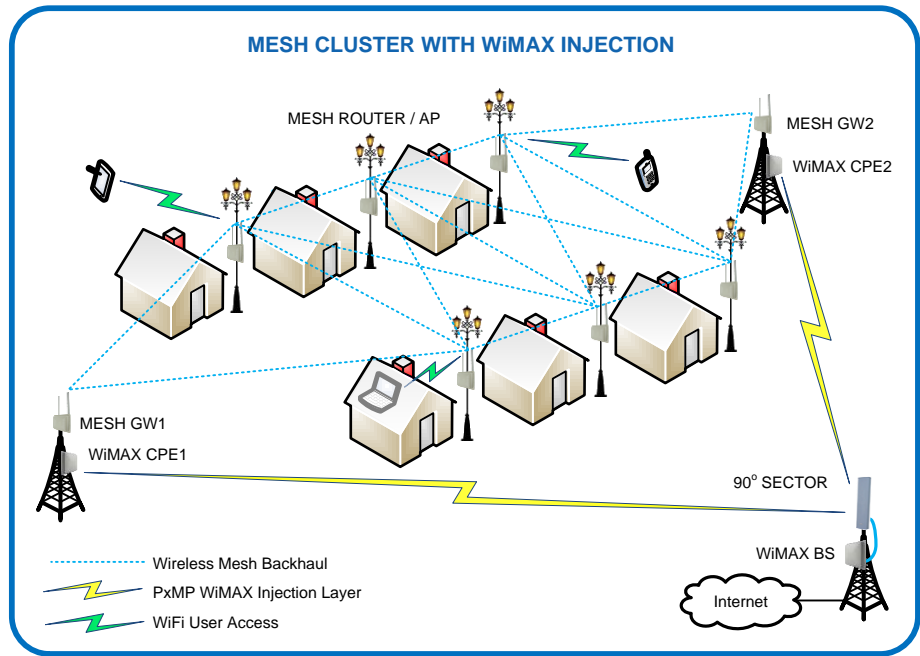 MESH CLUSTER WITH WiMAX INJECTION
MESH ROUTER / AP
MESH GW2
WiMAX CPE2
MESH GW1
WiMAX CPE1
90° SECTOR
WiMAX BS
Internet
Wireless Mesh Backhaul
PxMP WiMAX Injection Layer
WiFi User Access